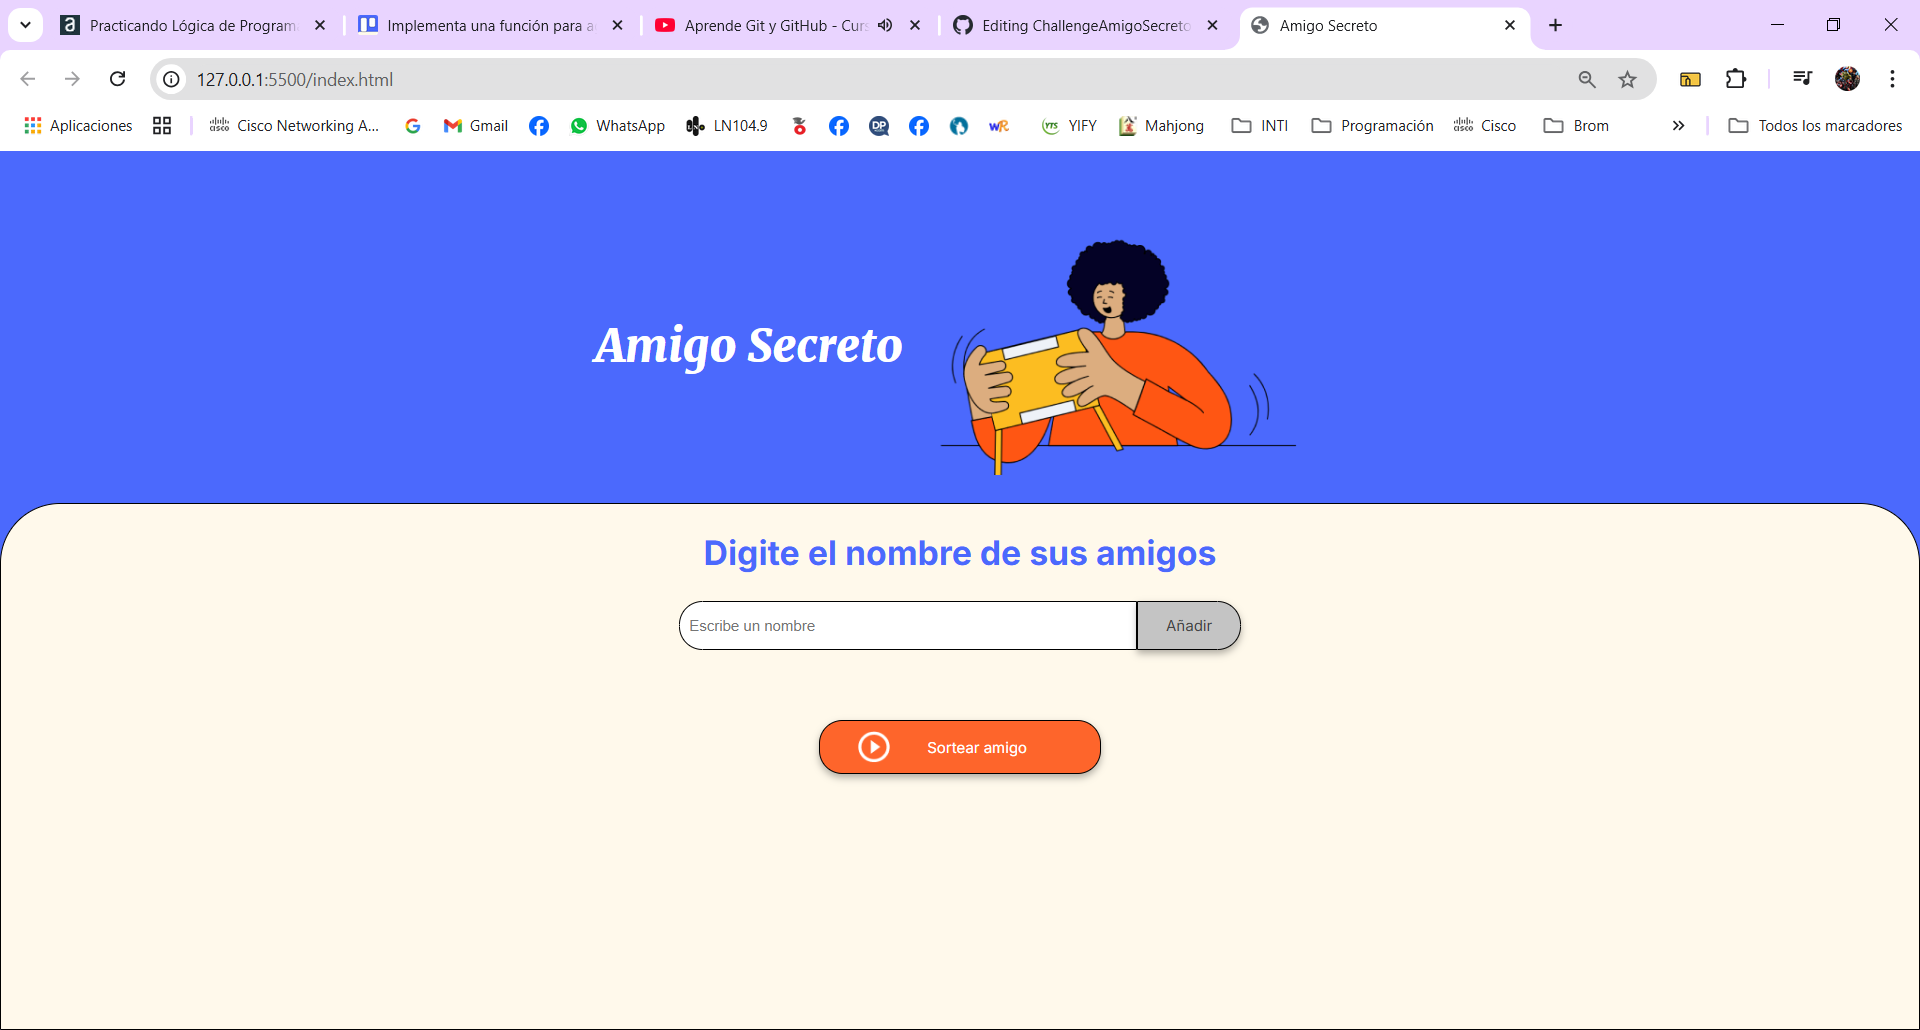 Practicando Lógica de Program
Implementa una función para a
Aprende Git y GitHub - Curs
Editing ChallengeAmigoSecreto
Amigo Secreto
127.0.0.1:5500/index.html
Aplicaciones
Cisco Networking A...
Gmail
WhatsApp
LN104.9
YIFY
Mahjong
INTI
Programación
Cisco
Brom
Todos los marcadores
Amigo Secreto
Digite el nombre de sus amigos
Escribe un nombre
Añadir
Sortear amigo